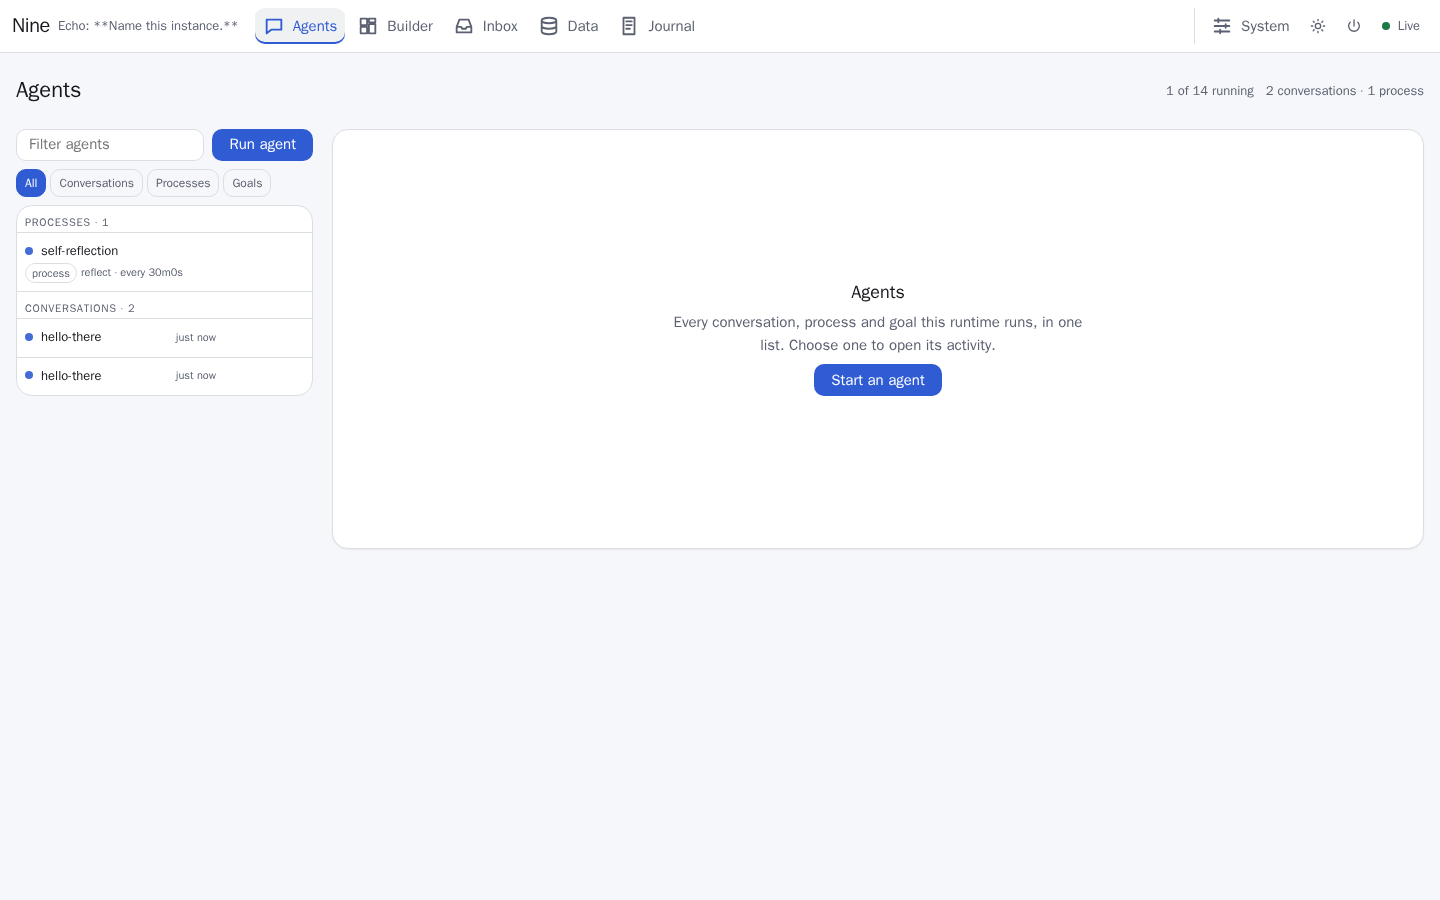 Nine Echo: **Name this instance.** Agents Builder Inbox Data Journal System Live
Agents
1 of 14 running 2 conversations · 1 process
Filter agents Run agent
All Conversations Processes Goals
PROCESSES · 1
self-reflection
process reflect · every 30m0s
CONVERSATIONS · 2
hello-there just now
hello-there just now
Agents
Every conversation, process and goal this runtime runs, in one
list. Choose one to open its activity.
Start an agent